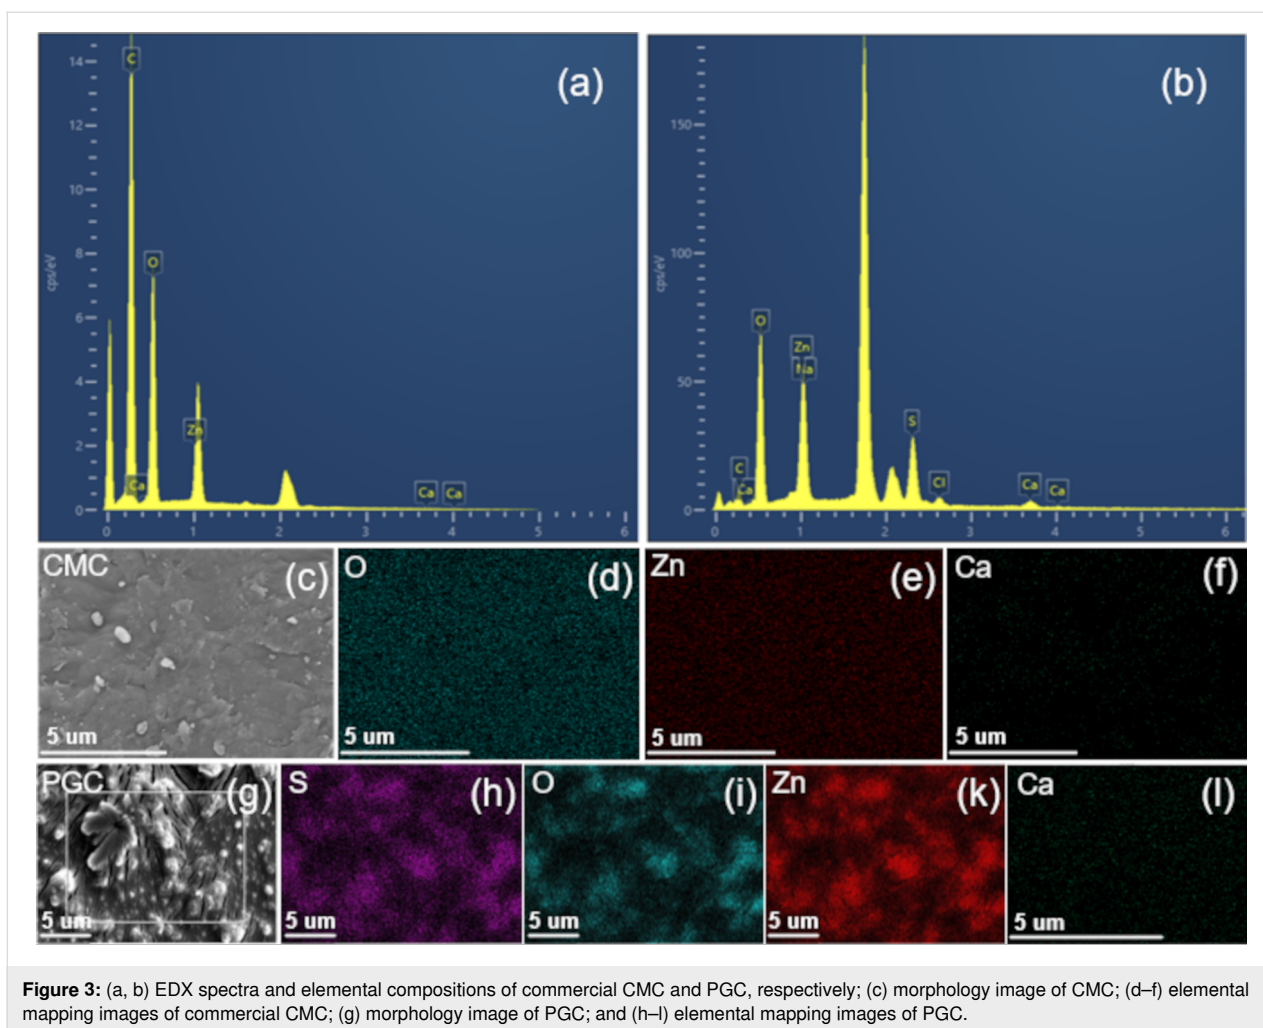 (a)
14
12
10
8
6
4
2
0
cps/eV
C
O
Zn
Ca
Ca
Ca
0 1 2 3 4 5 6
(b)
150
100
50
0
cps/eV
O
Zn
Na
C
Ca
S
Cl
Ca
Ca
0 1 2 3 4 5 6
CMC (c)
5 um
O (d)
5 um
Zn (e)
5 um
Ca (f)
5 um
PGC (g)
5 um
S (h)
5 um
O (i)
5 um
Zn (k)
5 um
Ca (l)
5 um
Figure 3: (a, b) EDX spectra and elemental compositions of commercial CMC and PGC, respectively; (c) morphology image of CMC; (d–f) elemental
mapping images of commercial CMC; (g) morphology image of PGC; and (h–l) elemental mapping images of PGC.